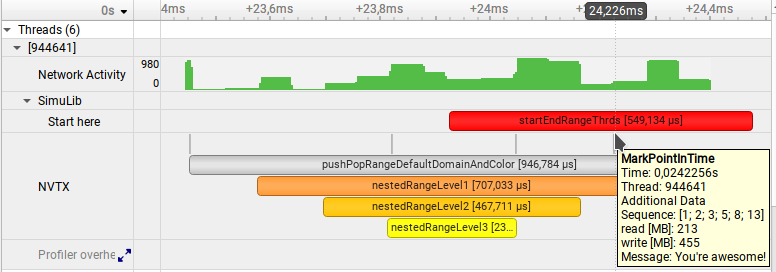 0s
4ms +23,6ms +23,8ms +24ms 24,226ms +24,4ms
Threads (6)
[944641]
Network Activity 980
0
SimuLib
Start here startEndRangeThrds [549,134 µs]
pushPopRangeDefaultDomainAndColor [946,784 µs]
NVTX nestedRangeLevel1 [707,033 µs]
nestedRangeLevel2 [467,711 µs]
nestedRangeLevel3 [23...
Profiler overhe
MarkPointInTime
Time: 0,0242256s
Thread: 944641
Additional Data
Sequence: [1; 2; 3; 5; 8; 13]
read [MB]: 213
write [MB]: 455
Message: You're awesome!